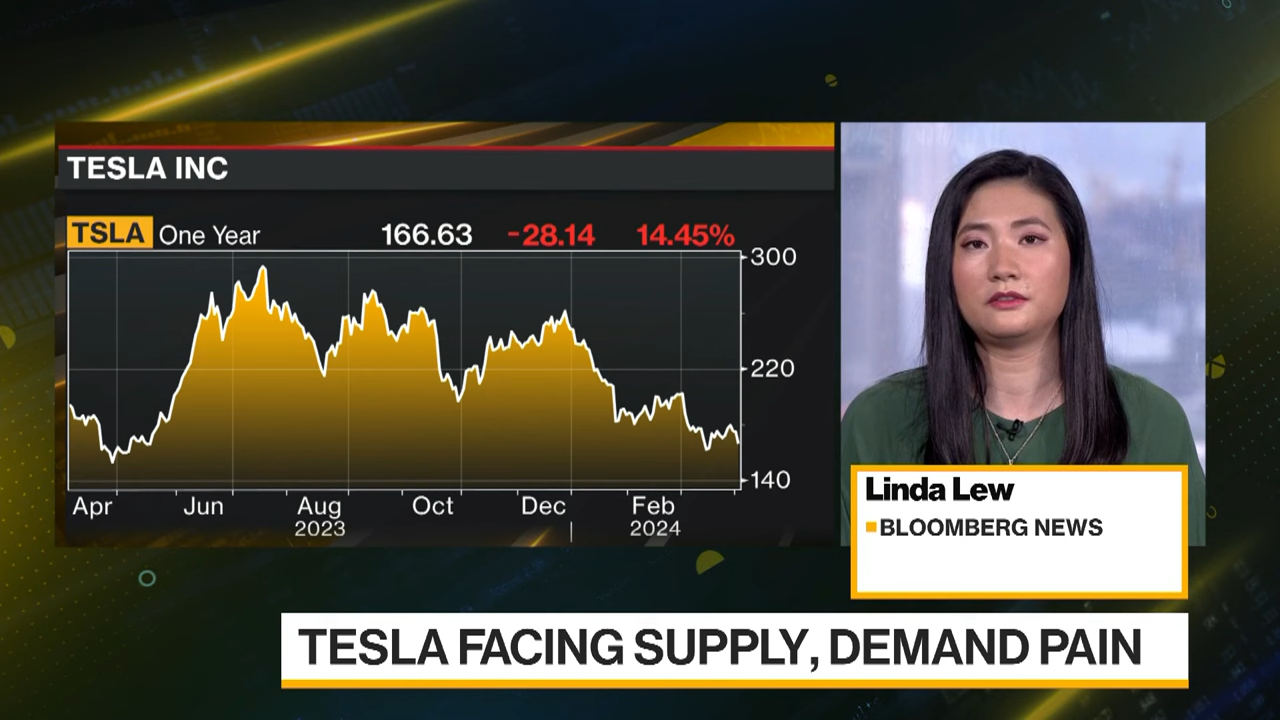 TESLA INC
TSLA One Year 166.63 -28.14 14.45%
300
220
140
Apr Jun Aug Oct Dec Feb
2023 2024
Linda Lew
BLOOMBERG NEWS
TESLA FACING SUPPLY, DEMAND PAIN